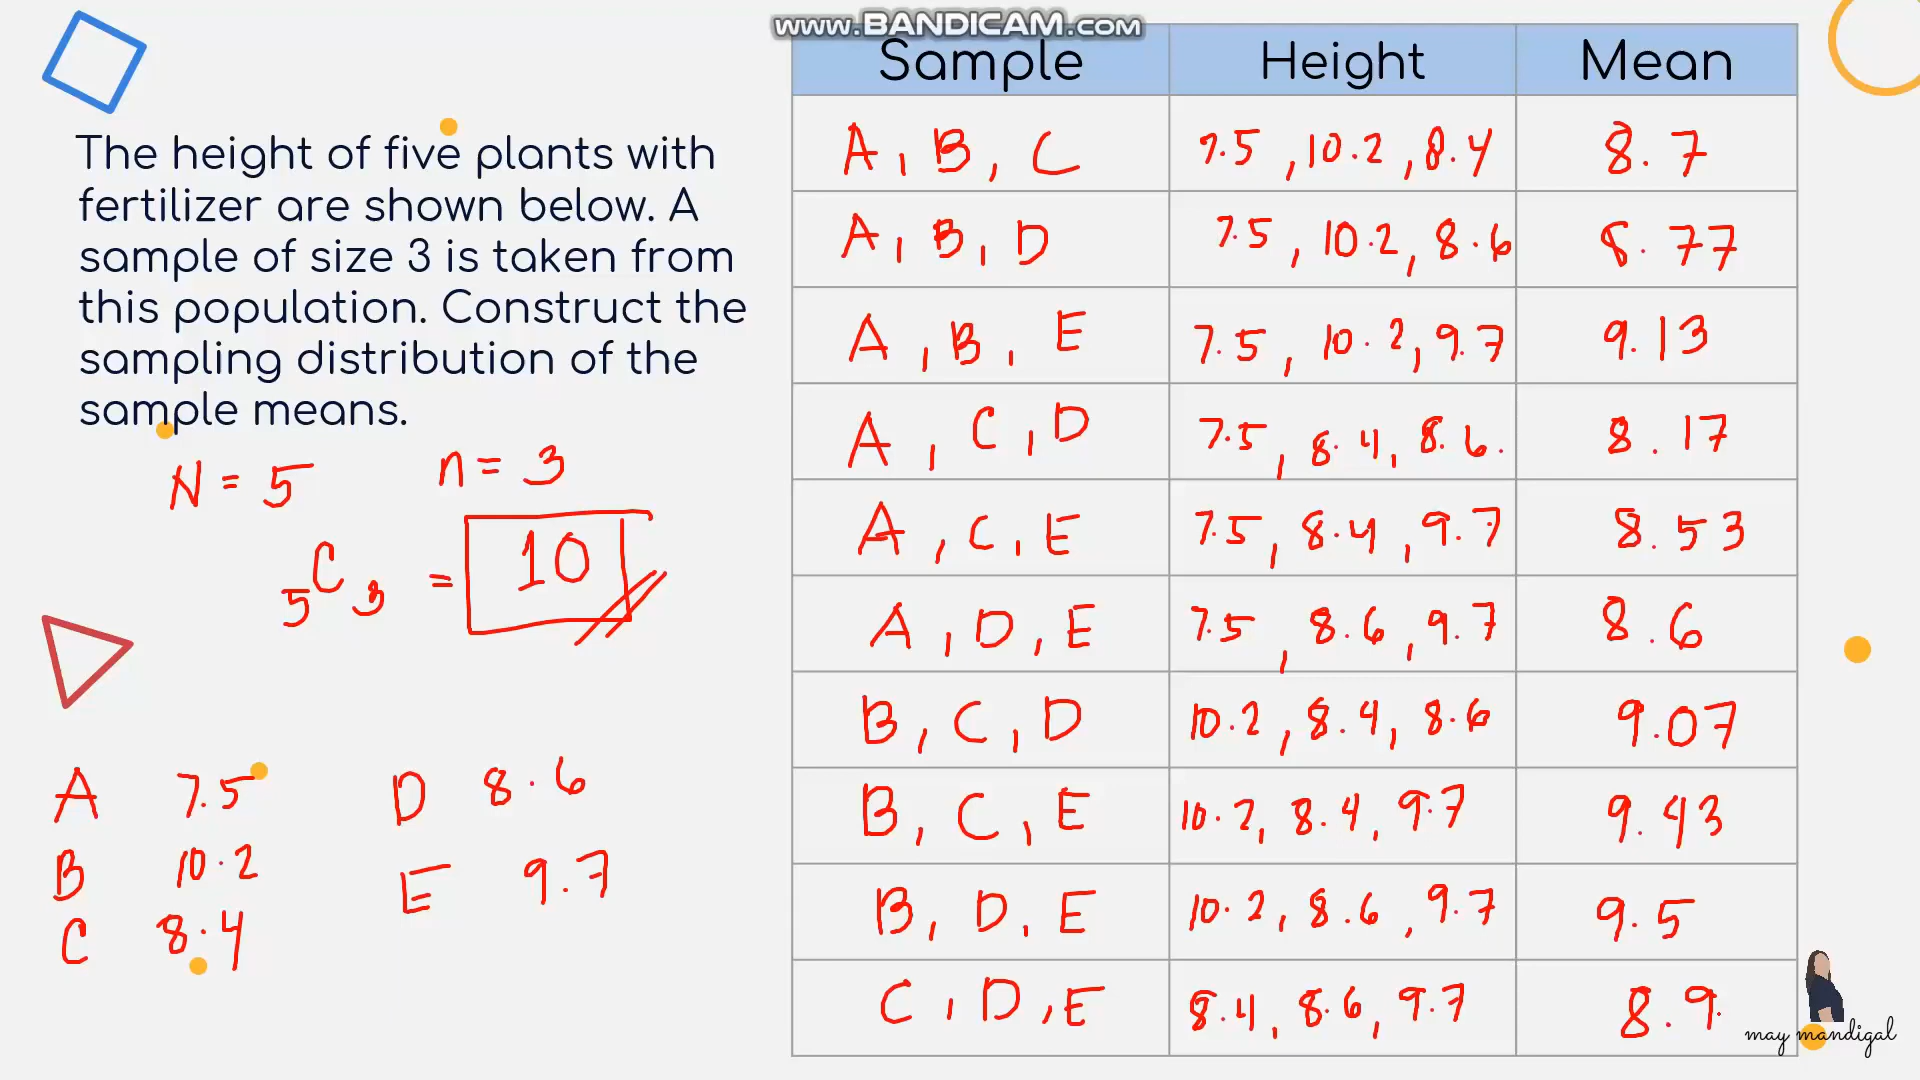 www.BANDICAM.com
The height of five plants with
fertilizer are shown below. A
sample of size 3 is taken from
this population. Construct the
sampling distribution of the
sample means.
N = 5 n = 3
5C3 = 10
A 7.5 D 8.6
B 10.2 E 9.7
C 8.4
Sample Height Mean
A, B, C 7.5, 10.2, 8.4 8.7
A, B, D 7.5, 10.2, 8.6 8.77
A, B, E 7.5, 10.2, 9.7 9.13
A, C, D 7.5, 8.4, 8.6. 8.17
A, C, E 7.5, 8.4, 9.7 8.53
A, D, E 7.5, 8.6, 9.7 8.6
B, C, D 10.2, 8.4, 8.6 9.07
B, C, E 10.2, 8.4, 9.7 9.43
B, D, E 10.2, 8.6, 9.7 9.5
C, D, E 8.4, 8.6, 9.7 8.9.
may mandigal